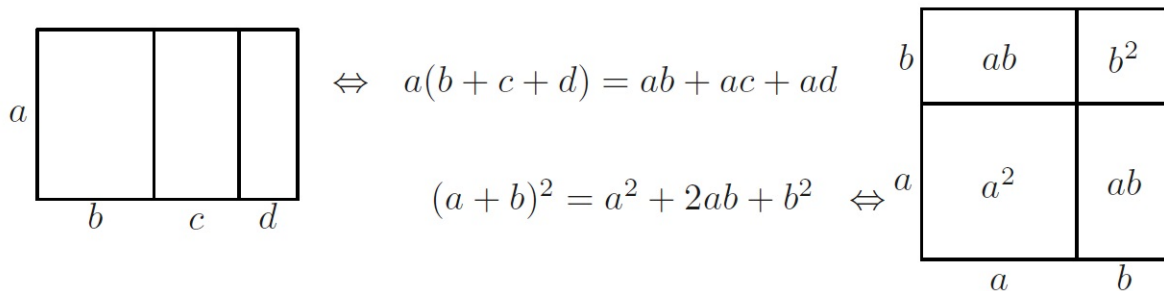 a
b c d
⇔ a(b + c + d) = ab + ac + ad
(a + b)² = a² + 2ab + b² ⇔
b ab b²
a a² ab
a b